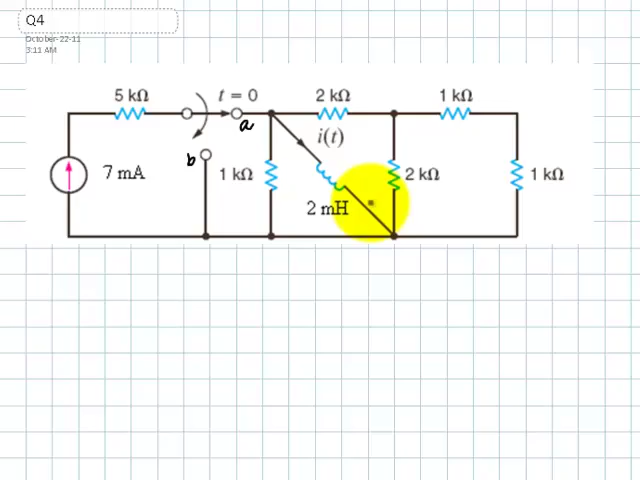 Q4
October-22-11
3:11 AM
5 kΩ
t = 0
2 kΩ
1 kΩ
a
i(t)
b
7 mA
1 kΩ
2 kΩ
1 kΩ
2 mH